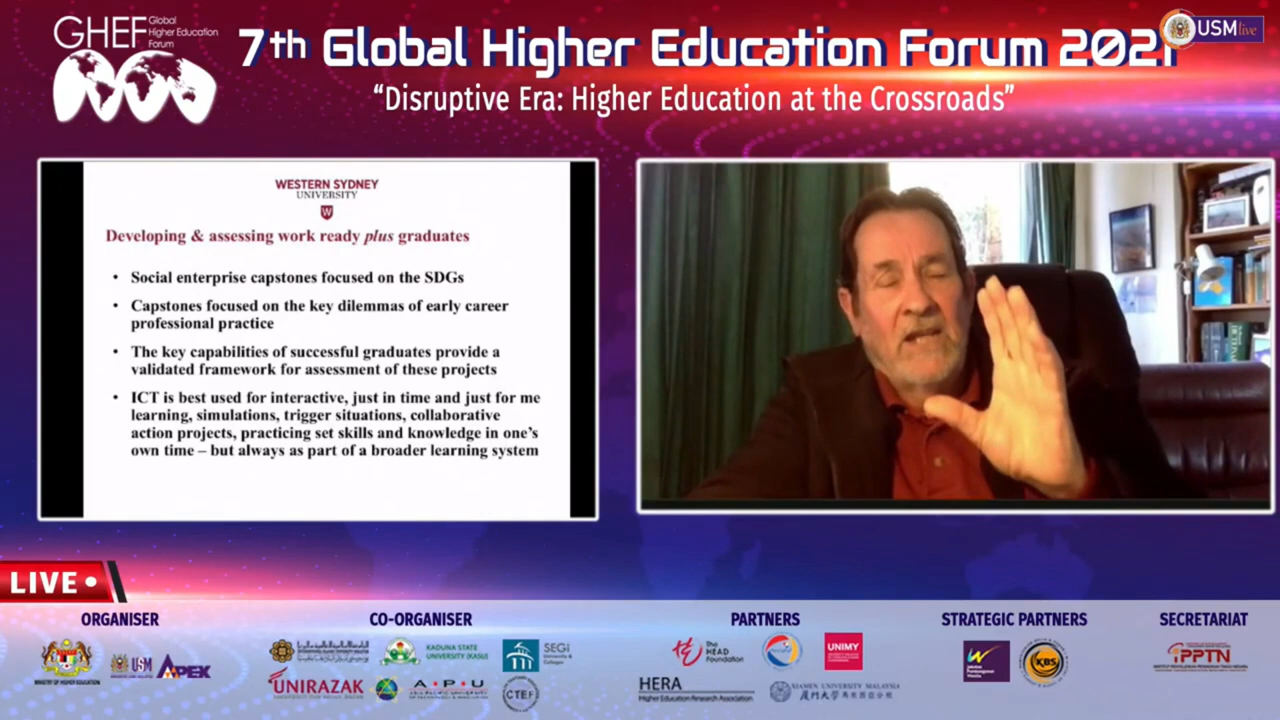 GHEF
Global
Higher Education
Forum
7th Global Higher Education Forum 2021
USM live
“Disruptive Era: Higher Education at the Crossroads”
WESTERN SYDNEY
UNIVERSITY
W
Developing & assessing work ready plus graduates
• Social enterprise capstones focused on the SDGs
• Capstones focused on the key dilemmas of early career
professional practice
• The key capabilities of successful graduates provide a
validated framework for assessment of these projects
• ICT is best used for interactive, just in time and just for me
learning, simulations, trigger situations, collaborative
action projects, practicing set skills and knowledge in one’s
own time – but always as part of a broader learning system
LIVE
ORGANISER
CO-ORGANISER
PARTNERS
STRATEGIC PARTNERS
SECRETARIAT
MINISTRY OF HIGHER EDUCATION
USM
APEX
KADUNA STATE
UNIVERSITY (KASU)
SEGi
University &
Colleges
UNIRAZAK
A·P·U
CTEF
The
HEAD
Foundation
UNIMY
HERA
Higher Education Research Association
XIAMEN UNIVERSITY MALAYSIA
KBS
IPPTN